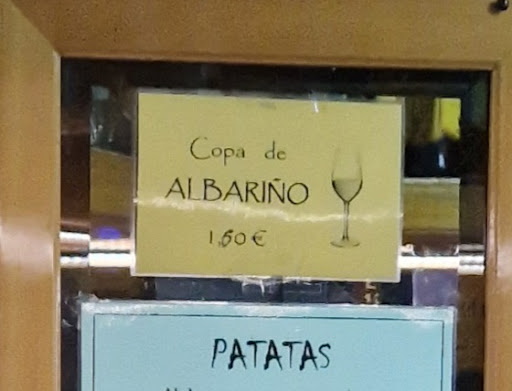 Copa de
ALBARIÑO
1,60 €
PATATAS